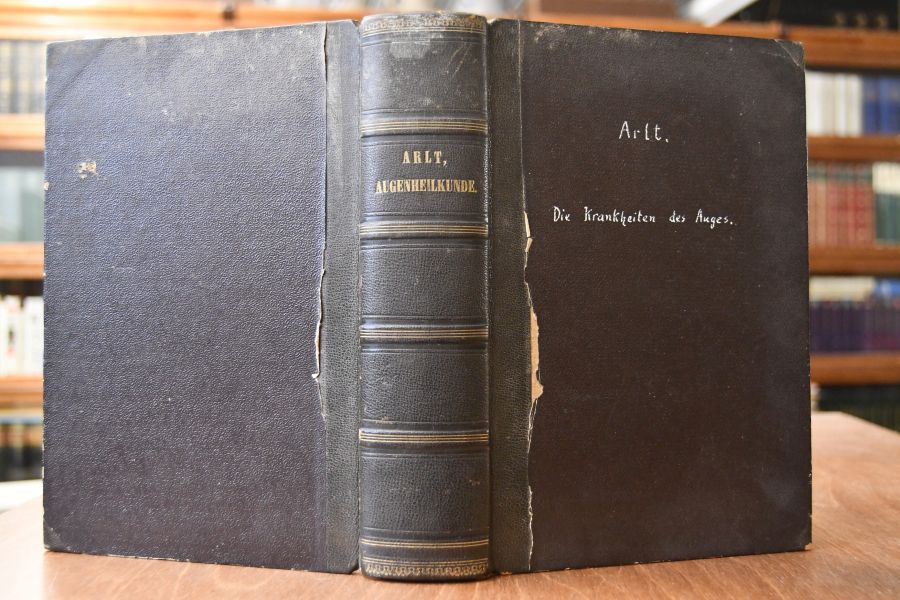 ARLT,
AUGENHEILKUNDE.
Arlt.
Die Krankheiten des Auges.